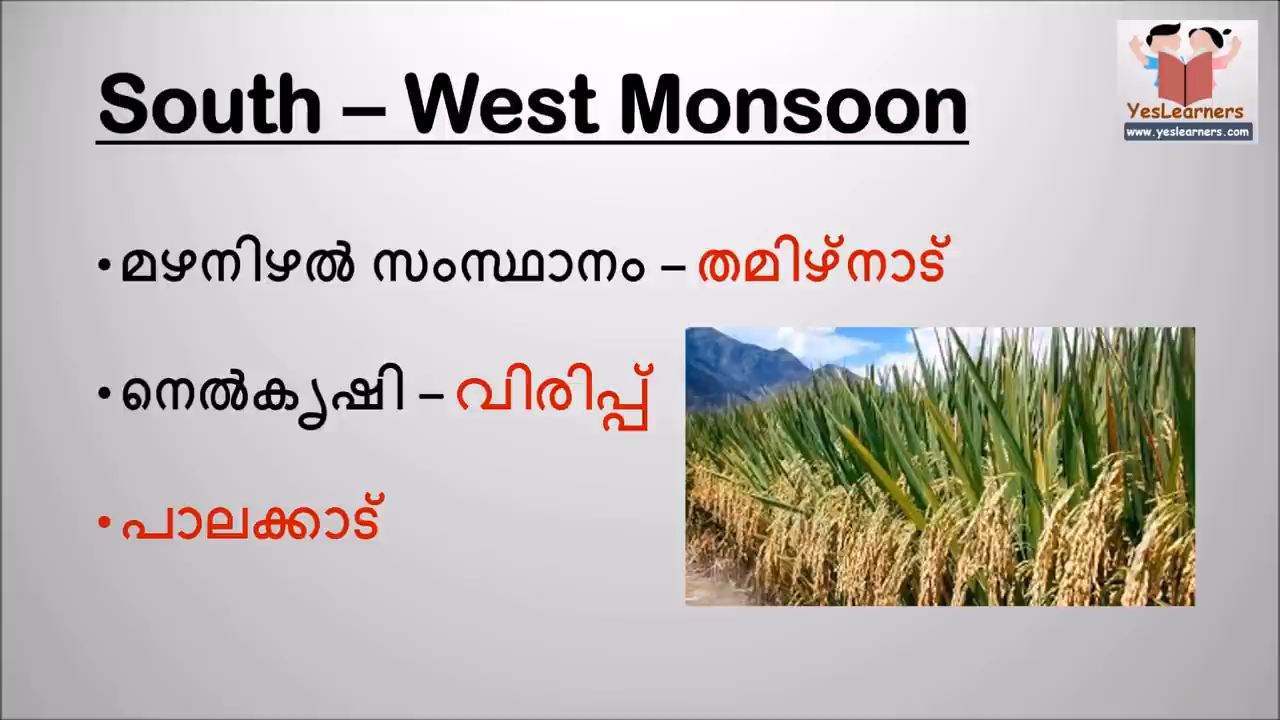 South – West Monsoon
YesLearners
www.yeslearners.com
•മഴനിഴൽ സംസ്ഥാനം – തമിഴ്നാട്
•നെൽകൃഷി – വിരിപ്പ്
•പാലക്കാട്